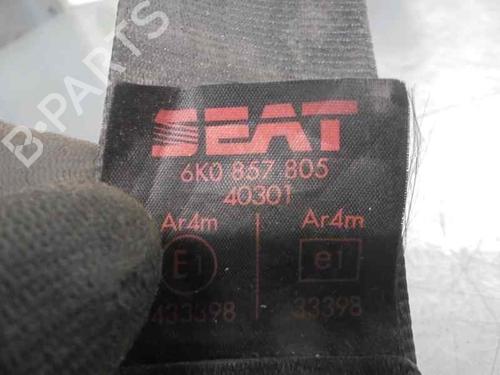 B-PARTS
SEAT
6K0 857 805
40301
Ar4m Ar4m
E1 e1
433398 33398